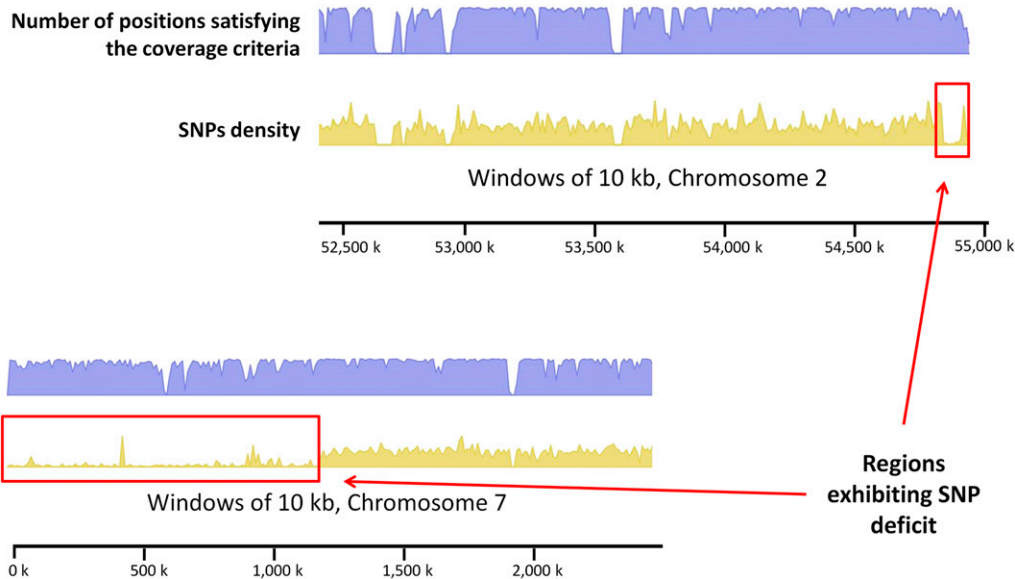 Number of positions satisfying
the coverage criteria
SNPs density
Windows of 10 kb, Chromosome 2
52,500 k 53,000 k 53,500 k 54,000 k 54,500 k 55,000 k
Windows of 10 kb, Chromosome 7
0 k 500 k 1,000 k 1,500 k 2,000 k
Regions
exhibiting SNP
deficit